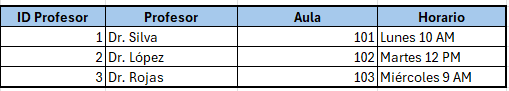 ID Profesor Profesor Aula Horario
1 Dr. Silva 101 Lunes 10 AM
2 Dr. López 102 Martes 12 PM
3 Dr. Rojas 103 Miércoles 9 AM